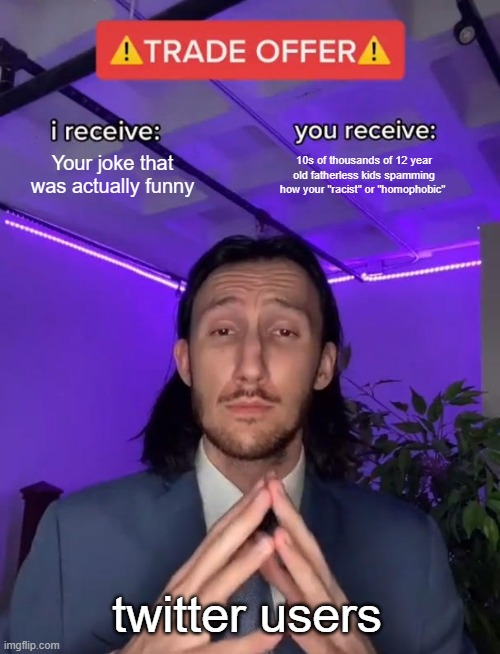 ⚠TRADE OFFER⚠
i receive:
you receive:
Your joke that
was actually funny
10s of thousands of 12 year
old fatherless kids spamming
how your "racist" or "homophobic"
twitter users
imgflip.com